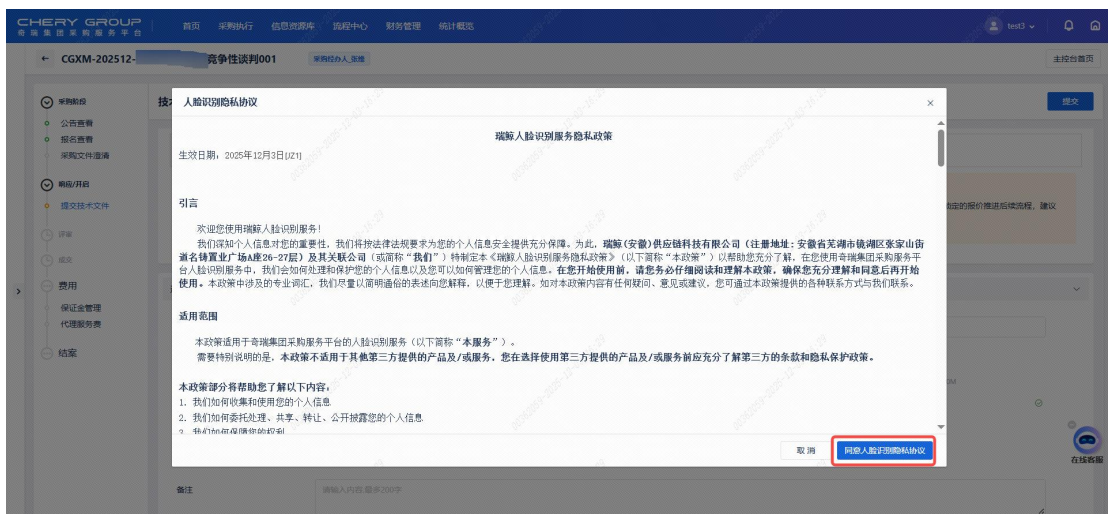 CHERY GROUP
奇瑞集团采购服务平台
首页 采购执行 信息资源库 流程中心 财务管理 统计概览
test3
← CGXM-202512- 竞争性谈判001 采购经办人_张维
主控台首页
采购阶段
公告查看
报名查看
采购文件澄清
响应/开启
提交技术文件
评审
成交
费用
保证金管理
代理服务费
结案
技
提交
人脸识别隐私协议 ×
瑞鲸人脸识别服务隐私政策
生效日期：2025年12月3日[JZ1]
引言
欢迎您使用瑞鲸人脸识别服务！
我们深知个人信息对您的重要性，我们将按法律法规要求为您的个人信息安全提供充分保障。为此，瑞鲸(安徽)供应链科技有限公司（注册地址：安徽省芜湖市镜湖区张家山街
道名铸置业广场A座26-27层）及其关联公司（或简称“我们”）特制定本《瑞鲸人脸识别服务隐私政策》（以下简称“本政策”）以帮助您充分了解，在您使用奇瑞集团采购服务平
台人脸识别服务中，我们会如何处理和保护您的个人信息以及您可以如何管理您的个人信息。在您开始使用前，请您务必仔细阅读和理解本政策，确保您充分理解和同意后再开始
使用。本政策中涉及的专业词汇，我们尽量以简明通俗的表述向您解释，以便于您理解。如对本政策内容有任何疑问、意见或建议，您可通过本政策提供的各种联系方式与我们联系。
适用范围
本政策适用于奇瑞集团采购服务平台的人脸识别服务（以下简称“本服务”）。
需要特别说明的是，本政策不适用于其他第三方提供的产品及/或服务，您在选择使用第三方提供的产品及/或服务前应充分了解第三方的条款和隐私保护政策。
本政策部分将帮助您了解以下内容：
1. 我们如何收集和使用您的个人信息
2. 我们如何委托处理、共享、转让、公开披露您的个人信息
3. 我们如何保障您的权利
取消 同意人脸识别隐私协议
定的报价推进后续流程，建议
在线客服
备注 请输入内容,最多200字